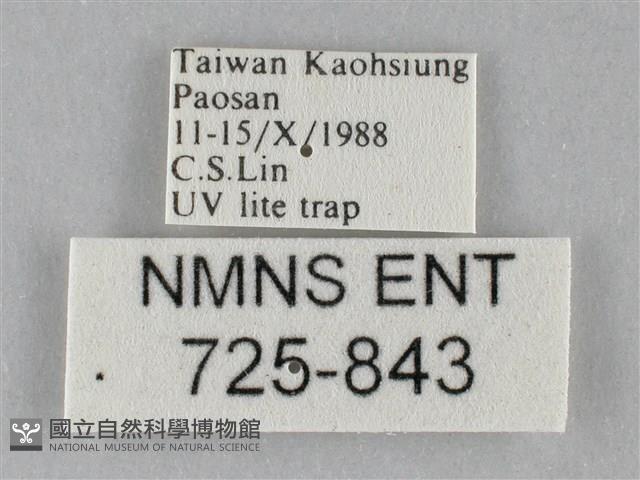 Taiwan Kaohsiung
Paosan
11-15/X/1988
C.S.Lin
UV lite trap
NMNS ENT
725-843
國立自然科學博物館
NATIONAL MUSEUM OF NATURAL SCIENCE